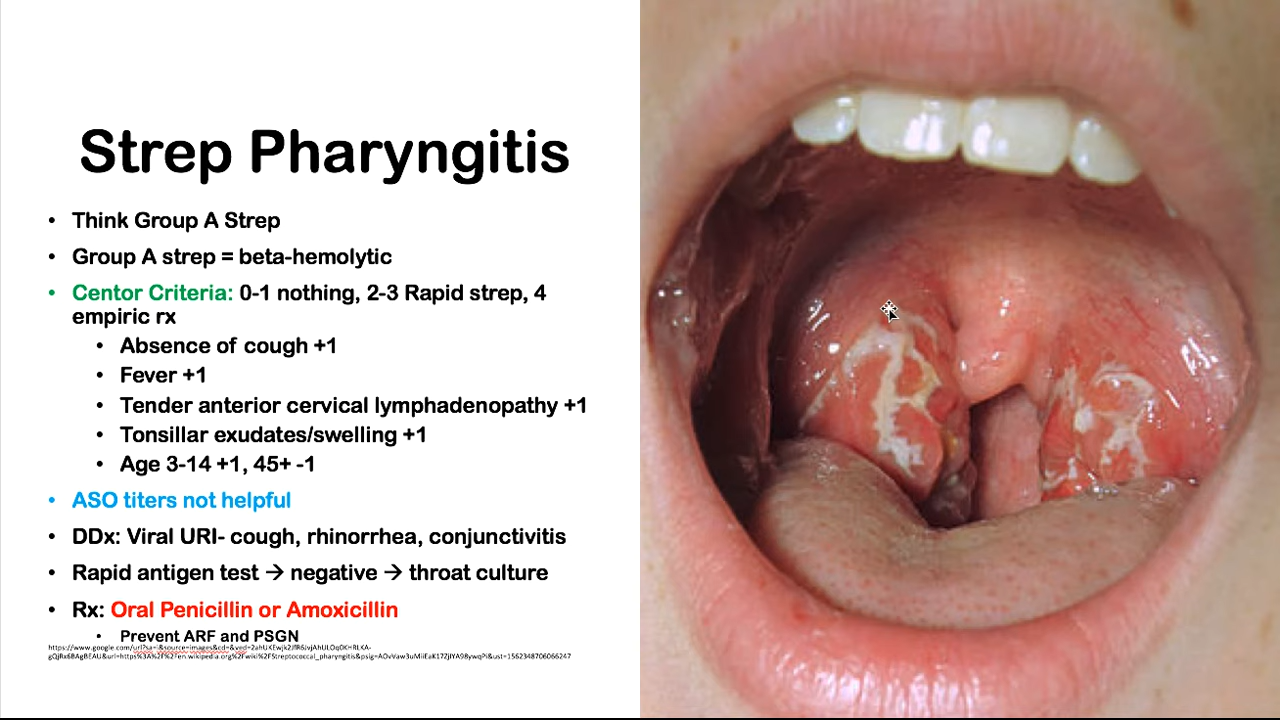 Strep Pharyngitis
• Think Group A Strep
• Group A strep = beta-hemolytic
• Centor Criteria: 0-1 nothing, 2-3 Rapid strep, 4
empiric rx
• Absence of cough +1
• Fever +1
• Tender anterior cervical lymphadenopathy +1
• Tonsillar exudates/swelling +1
• Age 3-14 +1, 45+ -1
• ASO titers not helpful
• DDx: Viral URI- cough, rhinorrhea, conjunctivitis
• Rapid antigen test → negative → throat culture
• Rx: Oral Penicillin or Amoxicillin
• Prevent ARF and PSGN